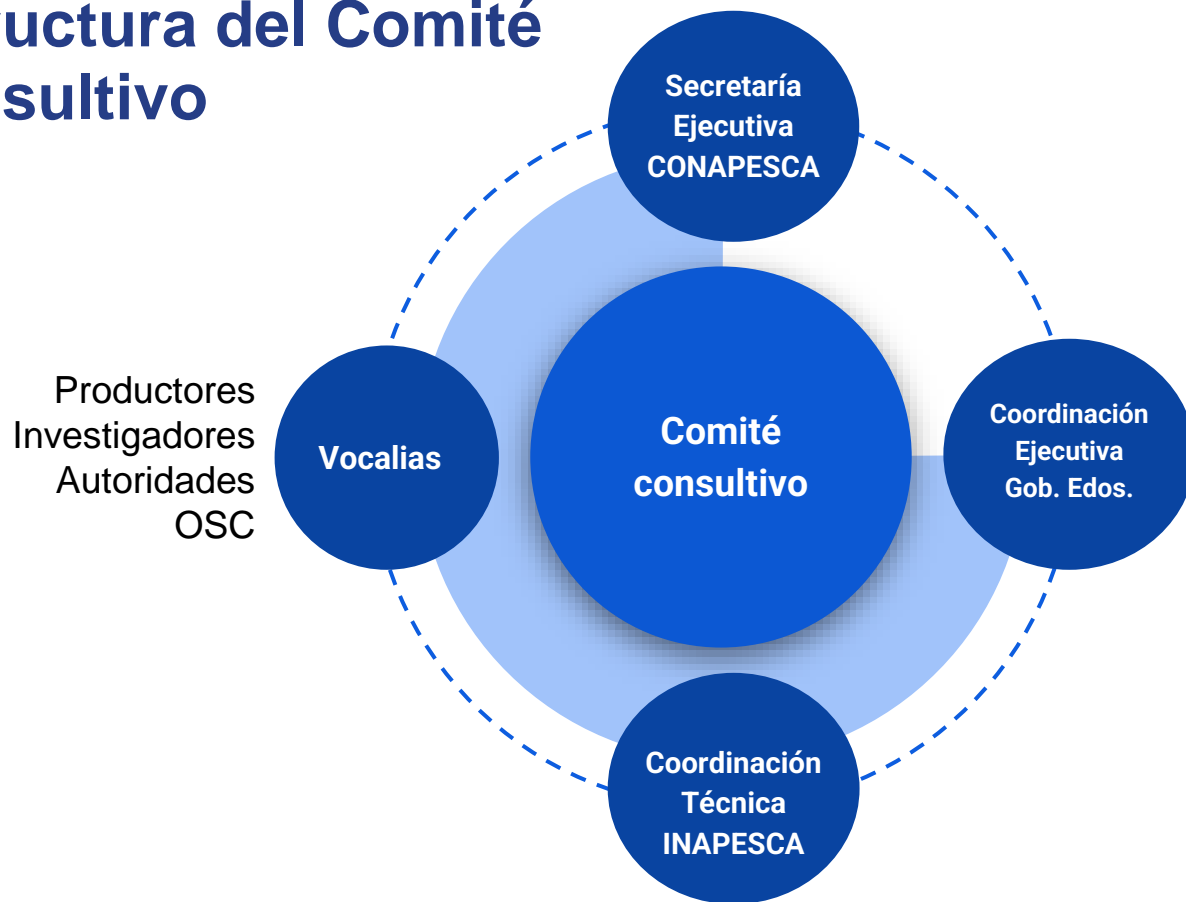 ructura del Comité
sultivo
Secretaría
Ejecutiva
CONAPESCA
Productores
Investigadores
Autoridades
OSC
Vocalias
Comité
consultivo
Coordinación
Ejecutiva
Gob. Edos.
Coordinación
Técnica
INAPESCA